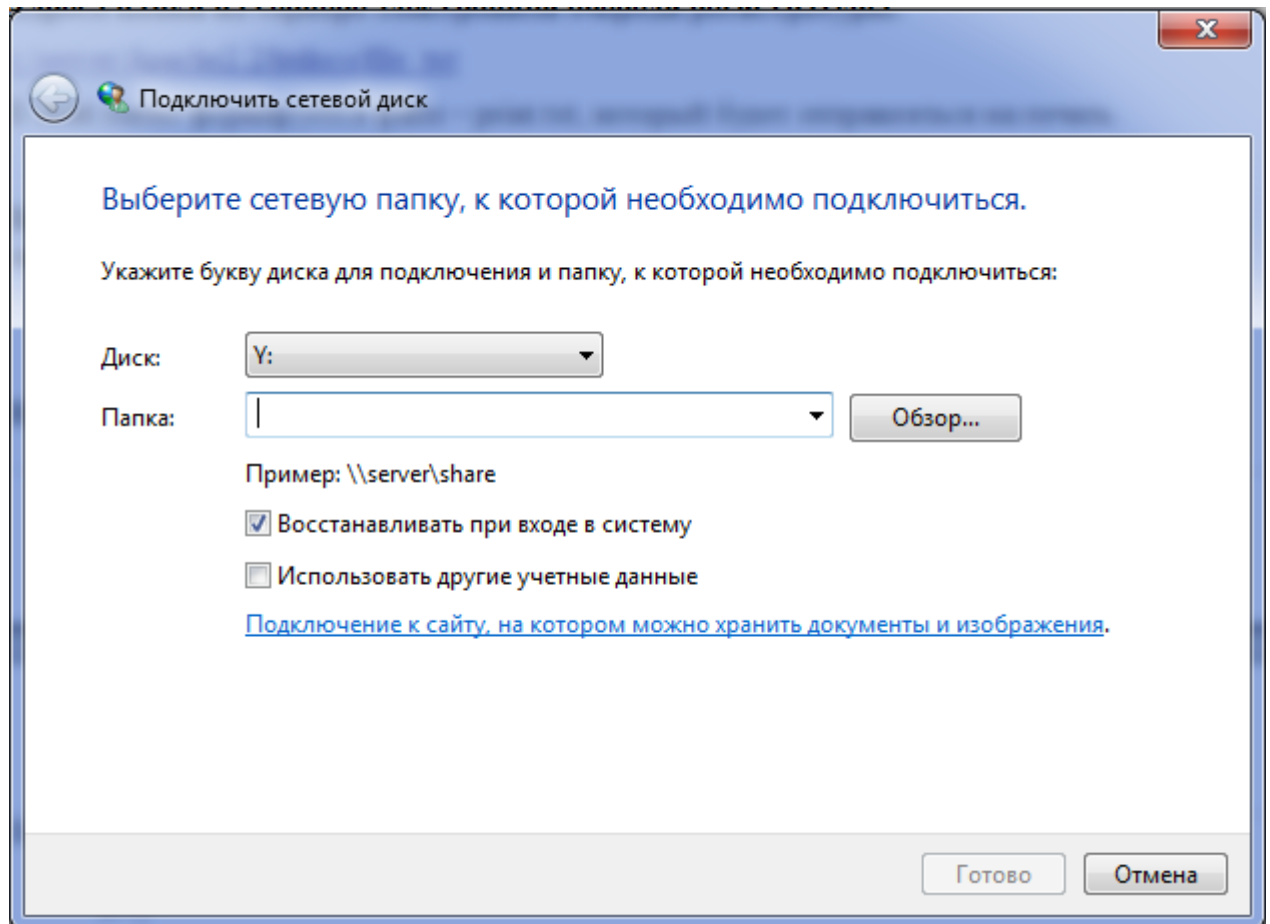 Подключить сетевой диск
Выберите сетевую папку, к которой необходимо подключиться.
Укажите букву диска для подключения и папку, к которой необходимо подключиться:
Диск: Y:
Папка: Обзор...
Пример: \\server\share
Восстанавливать при входе в систему
Использовать другие учетные данные
Подключение к сайту, на котором можно хранить документы и изображения.
Готово Отмена